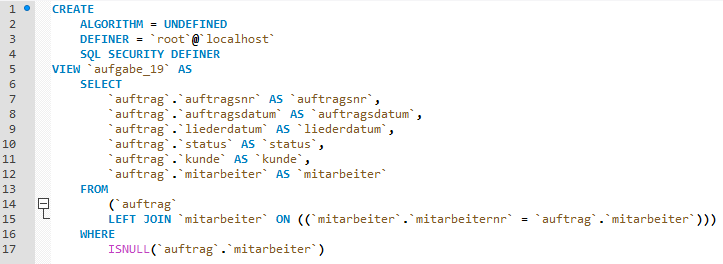 1 CREATE
2 ALGORITHM = UNDEFINED
3 DEFINER = `root`@`localhost`
4 SQL SECURITY DEFINER
5 VIEW `aufgabe_19` AS
6 SELECT
7 `auftrag`.`auftragsnr` AS `auftragsnr`,
8 `auftrag`.`auftragsdatum` AS `auftragsdatum`,
9 `auftrag`.`liederdatum` AS `liederdatum`,
10 `auftrag`.`status` AS `status`,
11 `auftrag`.`kunde` AS `kunde`,
12 `auftrag`.`mitarbeiter` AS `mitarbeiter`
13 FROM
14 (`auftrag`
15 LEFT JOIN `mitarbeiter` ON ((`mitarbeiter`.`mitarbeiternr` = `auftrag`.`mitarbeiter`)))
16 WHERE
17 ISNULL(`auftrag`.`mitarbeiter`)